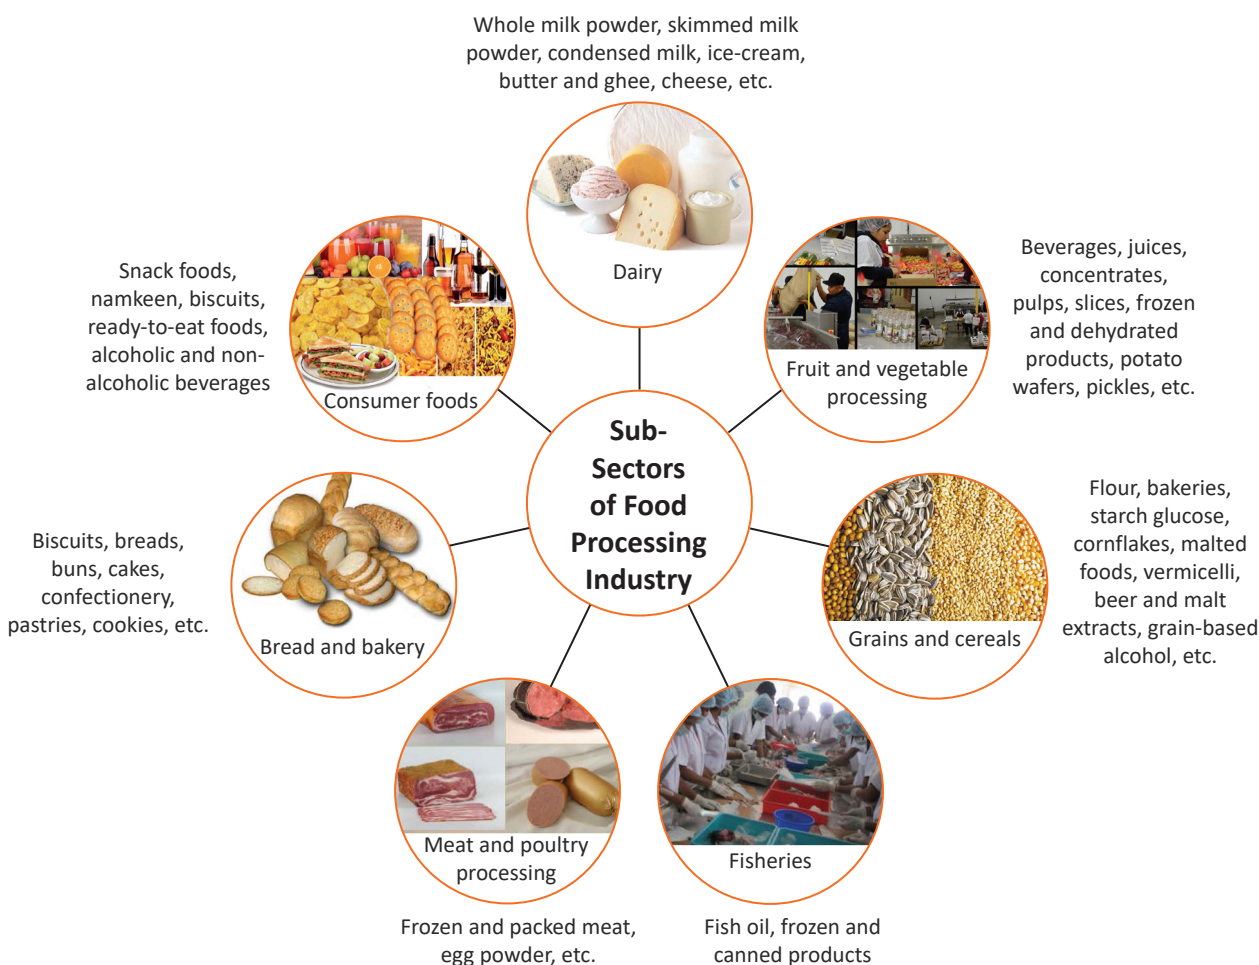 Whole milk powder, skimmed milk
powder, condensed milk, ice-cream,
butter and ghee, cheese, etc.
Dairy
Snack foods,
namkeen, biscuits,
ready-to-eat foods,
alcoholic and non-
alcoholic beverages
Consumer foods
Beverages, juices,
concentrates,
pulps, slices, frozen
and dehydrated
products, potato
wafers, pickles, etc.
Fruit and vegetable
processing
Sub-
Sectors
of Food
Processing
Industry
Biscuits, breads,
buns, cakes,
confectionery,
pastries, cookies, etc.
Bread and bakery
Flour, bakeries,
starch glucose,
cornflakes, malted
foods, vermicelli,
beer and malt
extracts, grain-based
alcohol, etc.
Grains and cereals
Meat and poultry
processing
Frozen and packed meat,
egg powder, etc.
Fisheries
Fish oil, frozen and
canned products